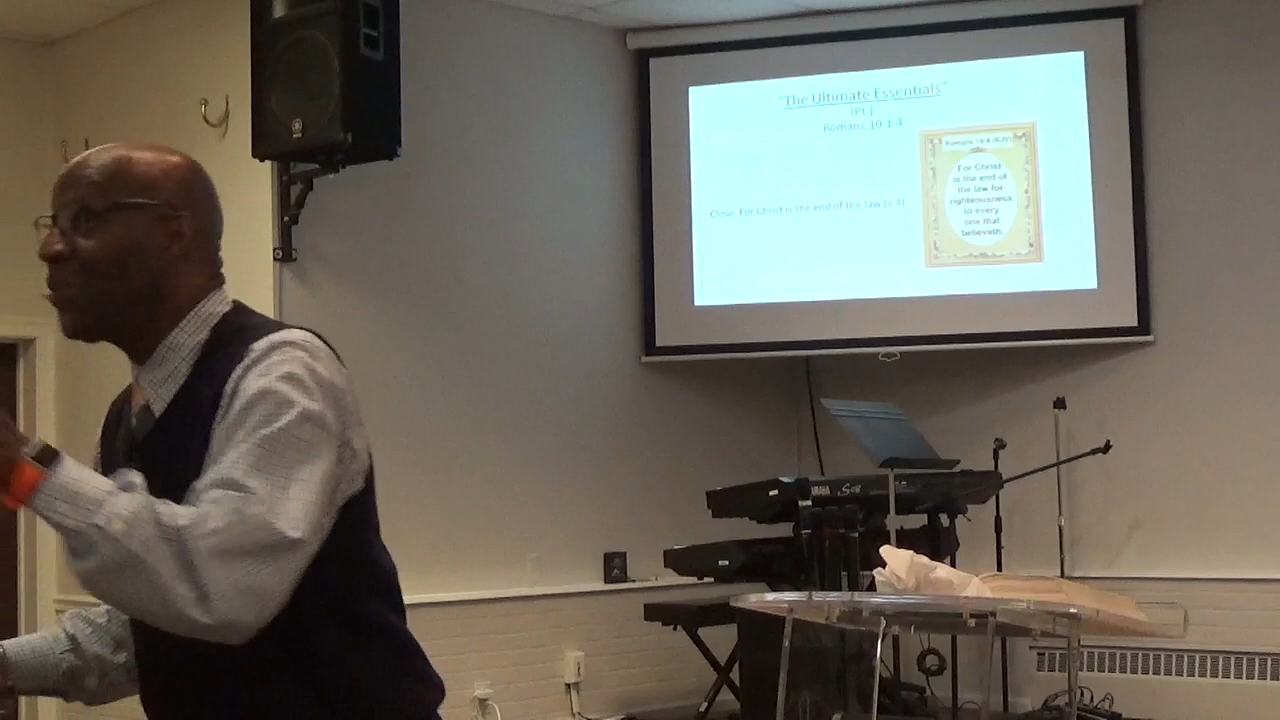 "The Ultimate Essentials"
(Pt.)
Romans 10:1-4
Romans 10:4 (KJV)
For Christ
is the end of
the law for
righteousness
to every
one that
believeth.
Close: For Christ is the end of the law (v.4)
YAMAHA